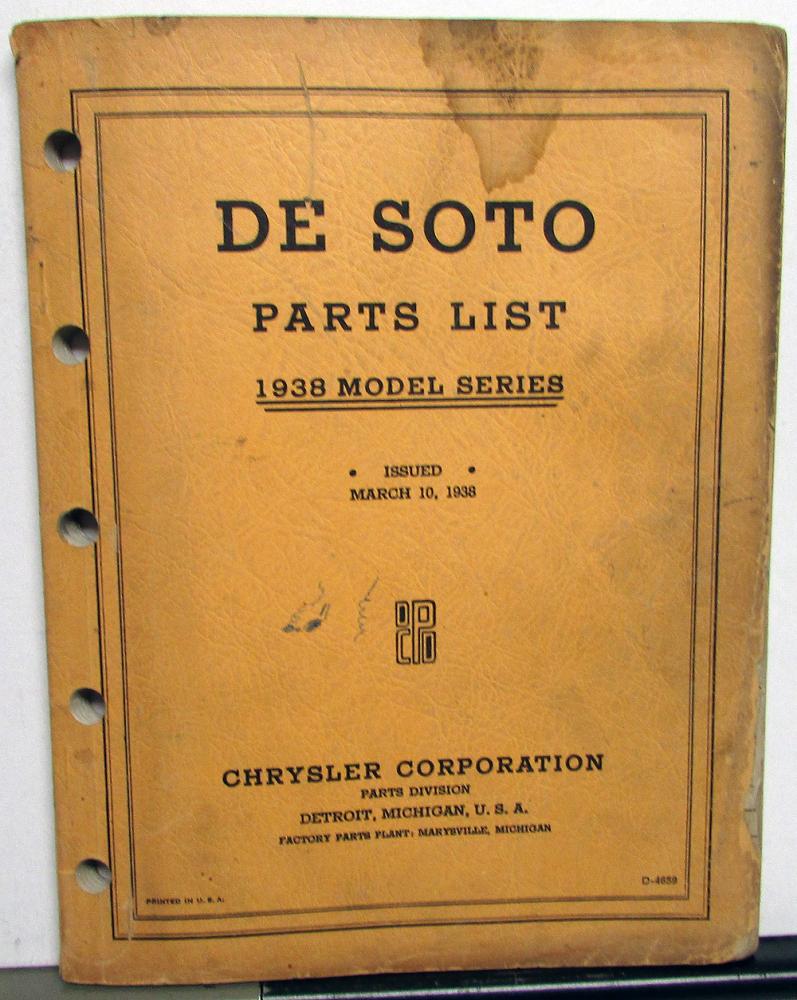 DE SOTO
PARTS LIST
1938 MODEL SERIES
• ISSUED •
MARCH 10, 1938
CHRYSLER CORPORATION
PARTS DIVISION
DETROIT, MICHIGAN, U. S. A.
FACTORY PARTS PLANT: MARYSVILLE, MICHIGAN
D-4659
PRINTED IN U. S. A.